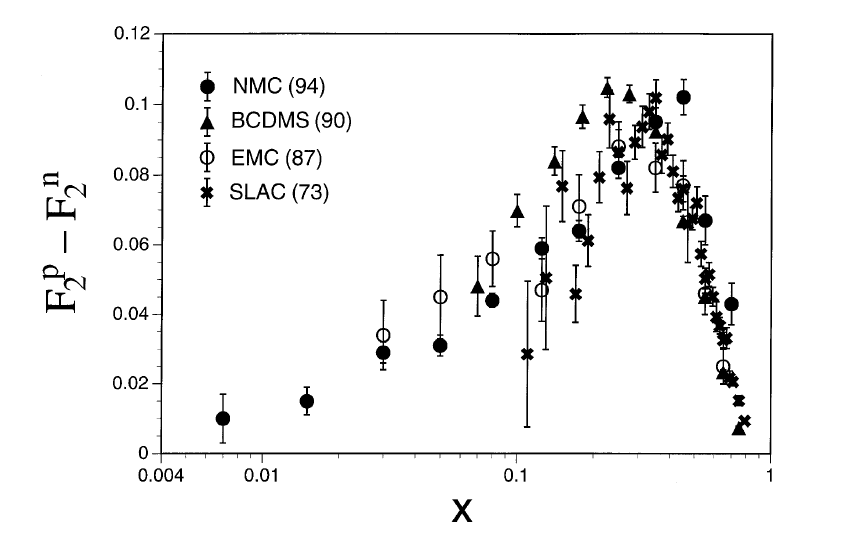 0.12
0.1
0.08
0.06
0.04
0.02
0
F₂ᵖ – F₂ⁿ
NMC (94)
BCDMS (90)
EMC (87)
SLAC (73)
0.004 0.01 0.1 1
X